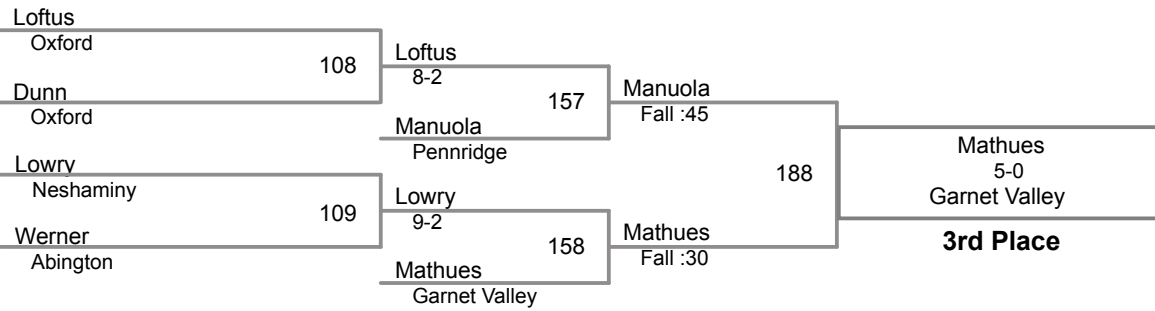 Loftus
Oxford
108
Dunn
Oxford
Lowry
Neshaminy
109
Werner
Abington
Loftus
8-2
157
Manuola
Pennridge
Lowry
9-2
158
Mathues
Garnet Valley
Manuola
Fall :45
188
Mathues
Fall :30
Mathues
5-0
Garnet Valley
3rd Place